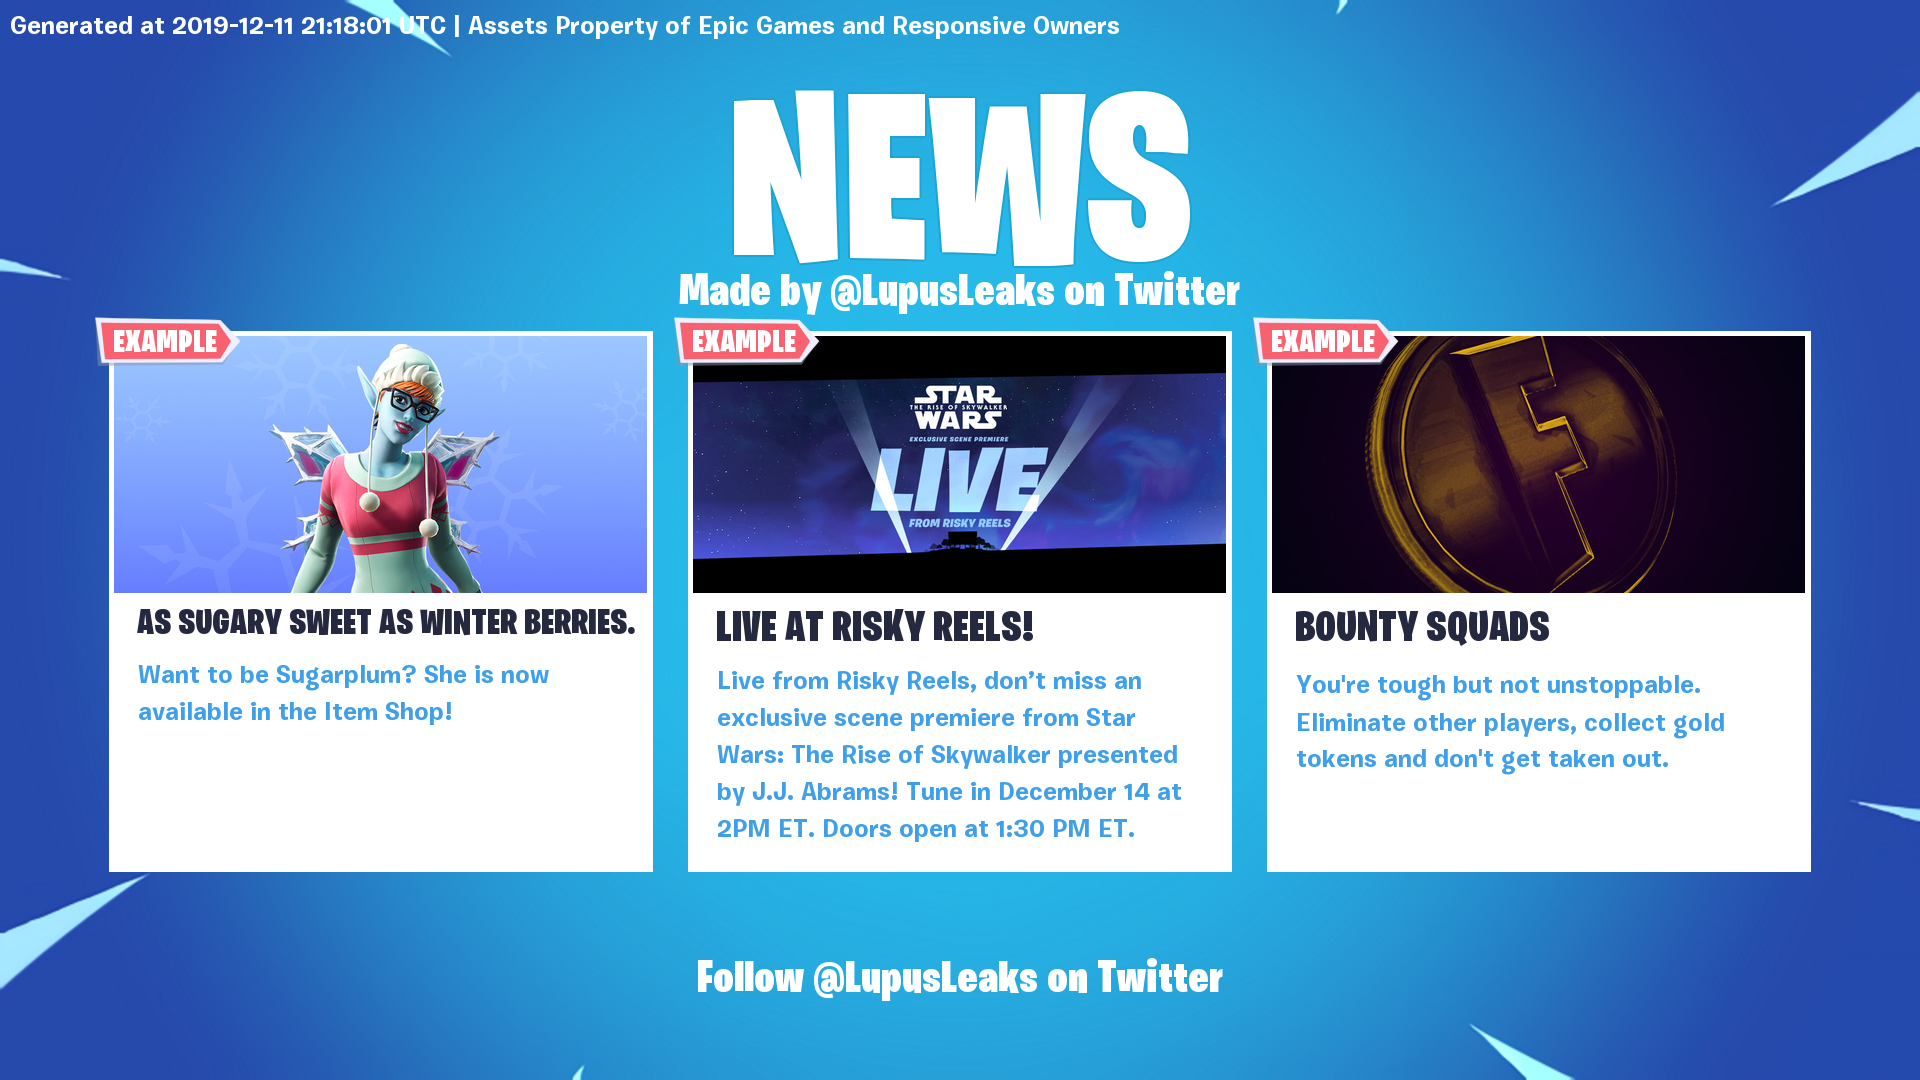 Generated at 2019-12-11 21:18:01 UTC | Assets Property of Epic Games and Responsive Owners
NEWS
Made by @LupusLeaks on Twitter
EXAMPLE
AS SUGARY SWEET AS WINTER BERRIES.
Want to be Sugarplum? She is now
available in the Item Shop!
EXAMPLE
STAR
THE RISE OF SKYWALKER
WARS
EXCLUSIVE SCENE PREMIERE
LIVE
FROM RISKY REELS
LIVE AT RISKY REELS!
Live from Risky Reels, don’t miss an
exclusive scene premiere from Star
Wars: The Rise of Skywalker presented
by J.J. Abrams! Tune in December 14 at
2PM ET. Doors open at 1:30 PM ET.
EXAMPLE
F
BOUNTY SQUADS
You're tough but not unstoppable.
Eliminate other players, collect gold
tokens and don't get taken out.
Follow @LupusLeaks on Twitter